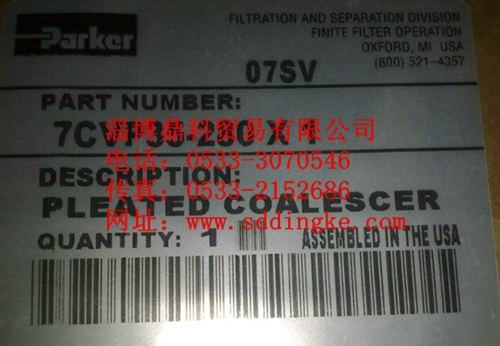 Parker
FILTRATION AND SEPARATION DIVISION
FINITE FILTER OPERATION
OXFORD, MI USA
(800) 521-4357
07SV
PART NUMBER:
淄博鼎科贸易有限公司
电话：0533-3070546
DESCRIPTION:
传真：0533-2152686
PLEATED COALESCER
网址：www.sddingke.com
QUANTITY: 1
ASSEMBLED IN THE USA